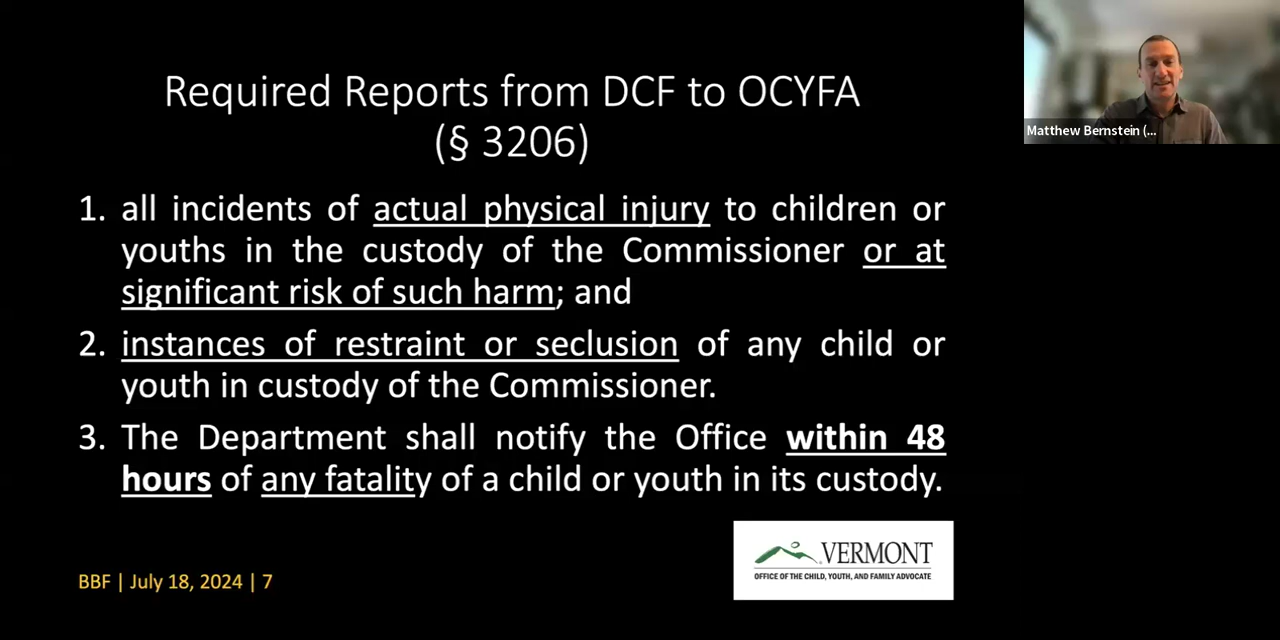 Required Reports from DCF to OCYFA
(§ 3206)
1. all incidents of actual physical injury to children or
youths in the custody of the Commissioner or at
significant risk of such harm; and
2. instances of restraint or seclusion of any child or
youth in custody of the Commissioner.
3. The Department shall notify the Office within 48
hours of any fatality of a child or youth in its custody.
VERMONT
OFFICE OF THE CHILD, YOUTH, AND FAMILY ADVOCATE
BBF | July 18, 2024 | 7
Matthew Bernstein (...